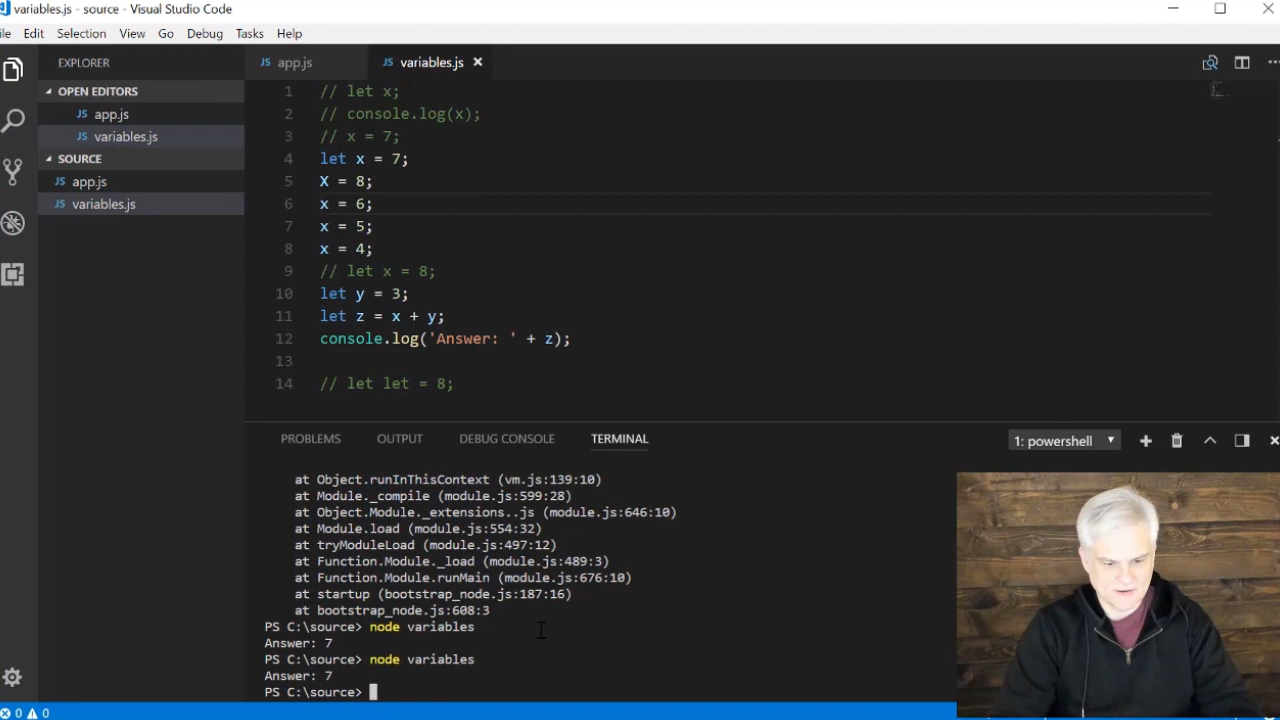 variables.js - source - Visual Studio Code
ile Edit Selection View Go Debug Tasks Help
EXPLORER
OPEN EDITORS
JS app.js
JS variables.js
SOURCE
JS app.js
JS variables.js
JS app.js
JS variables.js
1 // let x;
2 // console.log(x);
3 // x = 7;
4 let x = 7;
5 X = 8;
6 x = 6;
7 x = 5;
8 x = 4;
9 // let x = 8;
10 let y = 3;
11 let z = x + y;
12 console.log('Answer: ' + z);
13
14 // let let = 8;
PROBLEMS OUTPUT DEBUG CONSOLE TERMINAL
1: powershell
at Object.runInThisContext (vm.js:139:10)
at Module._compile (module.js:599:28)
at Object.Module._extensions..js (module.js:646:10)
at Module.load (module.js:554:32)
at tryModuleLoad (module.js:497:12)
at Function.Module._load (module.js:489:3)
at Function.Module.runMain (module.js:676:10)
at startup (bootstrap_node.js:187:16)
at bootstrap_node.js:608:3
PS C:\source> node variables
Answer: 7
PS C:\source> node variables
Answer: 7
PS C:\source>
0 0